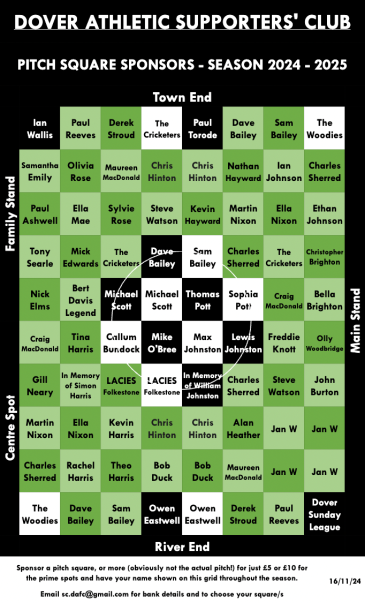 DOVER ATHLETIC SUPPORTERS' CLUB
PITCH SQUARE SPONSORS - SEASON 2024 - 2025
Town End
Ian Paul Derek The Paul Dave Sam The
Wallis Reeves Stroud Cricketers Torode Bailey Bailey Woodies
Samantha Olivia Maureen Chris Chris Nathan Ian Charles
Emily Rose MacDonald Hinton Hinton Hayward Johnson Sherred
Family Stand
Paul Ella Sylvie Steve Kevin Martin Ella Ethan
Ashwell Mae Rose Watson Hayward Nixon Nixon Johnson
Tony Mick The Dave Sam Charles The Christopher
Searle Edwards Cricketers Bailey Bailey Sherred Cricketers Brighton
Nick Bert Michael Michael Thomas Sophia Craig Bella
Elms Davis Scott Scott Pott Pott MacDonald Brighton
Legend
Main Stand
Craig Tina Callum Mike Max Lewis Freddie Olly
MacDonald Harris Burdock O'Bree Johnston Johnston Knott Woodbridge
Gill In Memory LACIES LACIES In Memory Charles Steve John
Neary of Simon Folkestone Folkestone of William Sherred Watson Burton
Harris Johnston
Centre Spot
Martin Ella Kevin Chris Chris Alan Jan W Jan W
Nixon Nixon Harris Hinton Hinton Heather
Charles Rachel Theo Bob Bob Maureen Jan W Jan W
Sherred Harris Harris Duck Duck MacDonald
The Dave Sam Owen Owen Derek Paul Dover
Woodies Bailey Bailey Eastwell Eastwell Stroud Reeves Sunday
League
River End
Sponsor a pitch square, or more (obviously not the actual pitch!) for just £5 or £10 for
the prime spots and have your name shown on this grid throughout the season.
16/11/24
Email sc.dafc@gmail.com for bank details and to choose your square/s